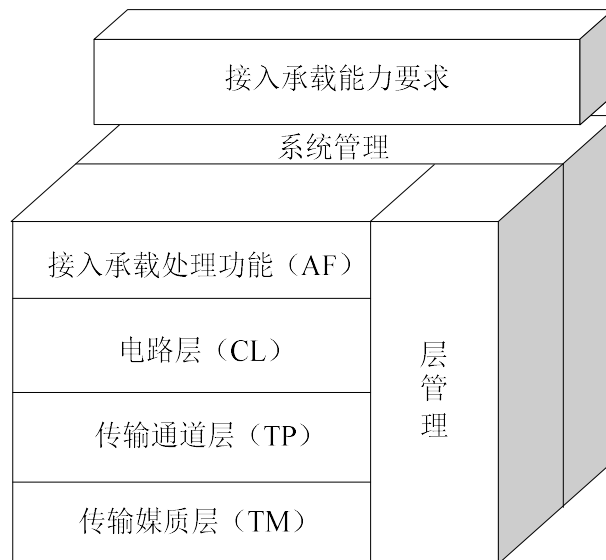 接入承载能力要求
系统管理
接入承载处理功能（AF）
电路层（CL）
传输通道层（TP）
传输媒质层（TM）
层管理